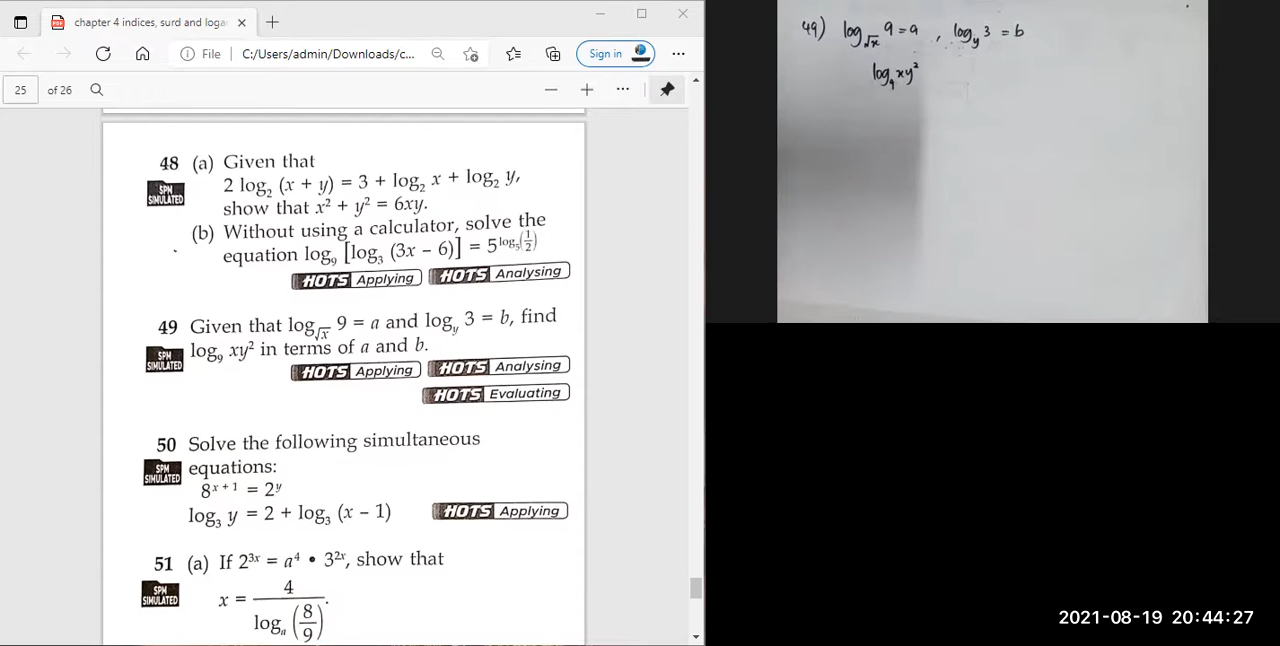 chapter 4 indices, surd and loga
File C:/Users/admin/Downloads/c... Sign in
25 of 26
48 (a) Given that
SPM SIMULATED
2 log₂ (x + y) = 3 + log₂ x + log₂ y,
show that x² + y² = 6xy.
(b) Without using a calculator, solve the
equation log₉ [log₃ (3x − 6)] = 5^(log₅(1/2))
HOTS Applying HOTS Analysing
49 Given that log_√x 9 = a and log_y 3 = b, find
SPM SIMULATED
log₉ xy² in terms of a and b.
HOTS Applying HOTS Analysing
HOTS Evaluating
50 Solve the following simultaneous
SPM SIMULATED
equations:
8^(x + 1) = 2^y
log₃ y = 2 + log₃ (x − 1) HOTS Applying
51 (a) If 2^(3x) = a⁴ • 3^(2x), show that
SPM SIMULATED
x = 4 / log_a (8/9).
49) log_√x 9 = a , log_y 3 = b
log₉ xy²
2021-08-19 20:44:27